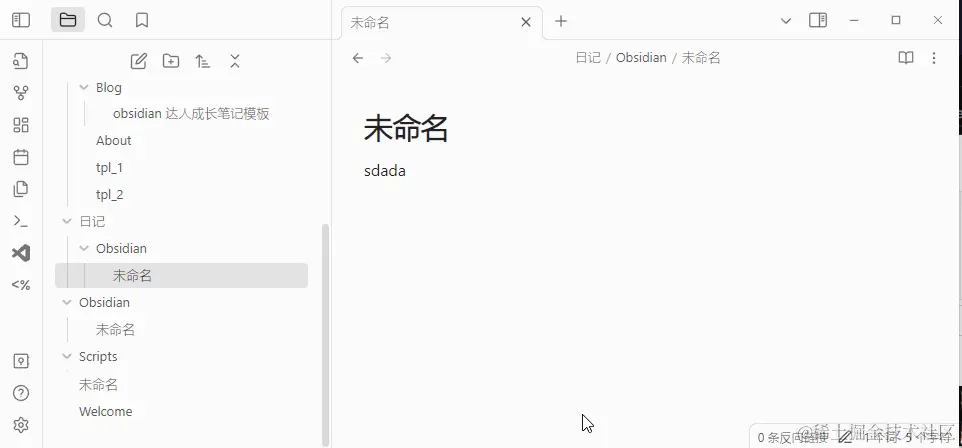 未命名
日记 / Obsidian / 未命名
Blog
obsidian 达人成长笔记模板
About
tpl_1
tpl_2
日记
Obsidian
未命名
Obsidian
未命名
Scripts
未命名
Welcome
<%
未命名
sdada
0 条反向链接 1 个词 5 个字符
@稀土掘金技术社区